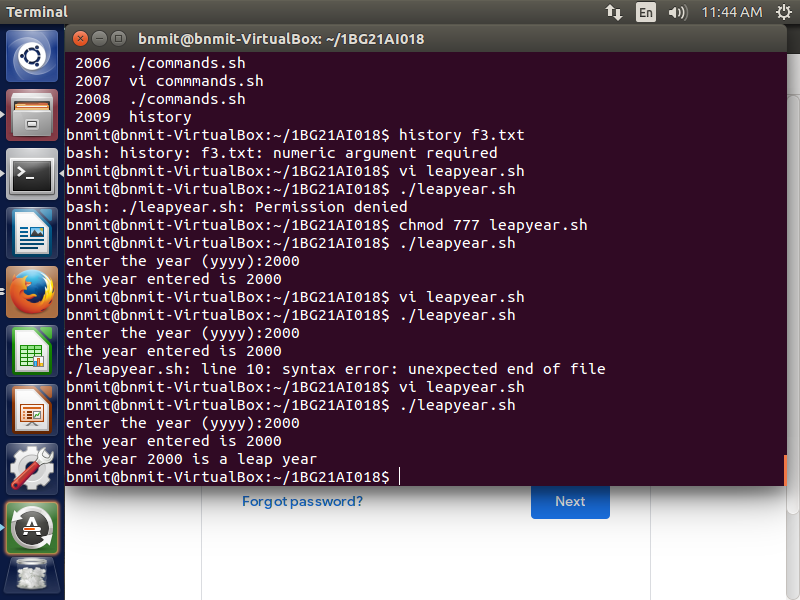 Terminal
En
11:44 AM
bnmit@bnmit-VirtualBox: ~/1BG21AI018
2006 ./commands.sh
2007 vi commmands.sh
2008 ./commands.sh
2009 history
bnmit@bnmit-VirtualBox:~/1BG21AI018$ history f3.txt
bash: history: f3.txt: numeric argument required
bnmit@bnmit-VirtualBox:~/1BG21AI018$ vi leapyear.sh
bnmit@bnmit-VirtualBox:~/1BG21AI018$ ./leapyear.sh
bash: ./leapyear.sh: Permission denied
bnmit@bnmit-VirtualBox:~/1BG21AI018$ chmod 777 leapyear.sh
bnmit@bnmit-VirtualBox:~/1BG21AI018$ ./leapyear.sh
enter the year (yyyy):2000
the year entered is 2000
bnmit@bnmit-VirtualBox:~/1BG21AI018$ vi leapyear.sh
bnmit@bnmit-VirtualBox:~/1BG21AI018$ ./leapyear.sh
enter the year (yyyy):2000
the year entered is 2000
./leapyear.sh: line 10: syntax error: unexpected end of file
bnmit@bnmit-VirtualBox:~/1BG21AI018$ vi leapyear.sh
bnmit@bnmit-VirtualBox:~/1BG21AI018$ ./leapyear.sh
enter the year (yyyy):2000
the year entered is 2000
the year 2000 is a leap year
bnmit@bnmit-VirtualBox:~/1BG21AI018$
Forgot password?
Next